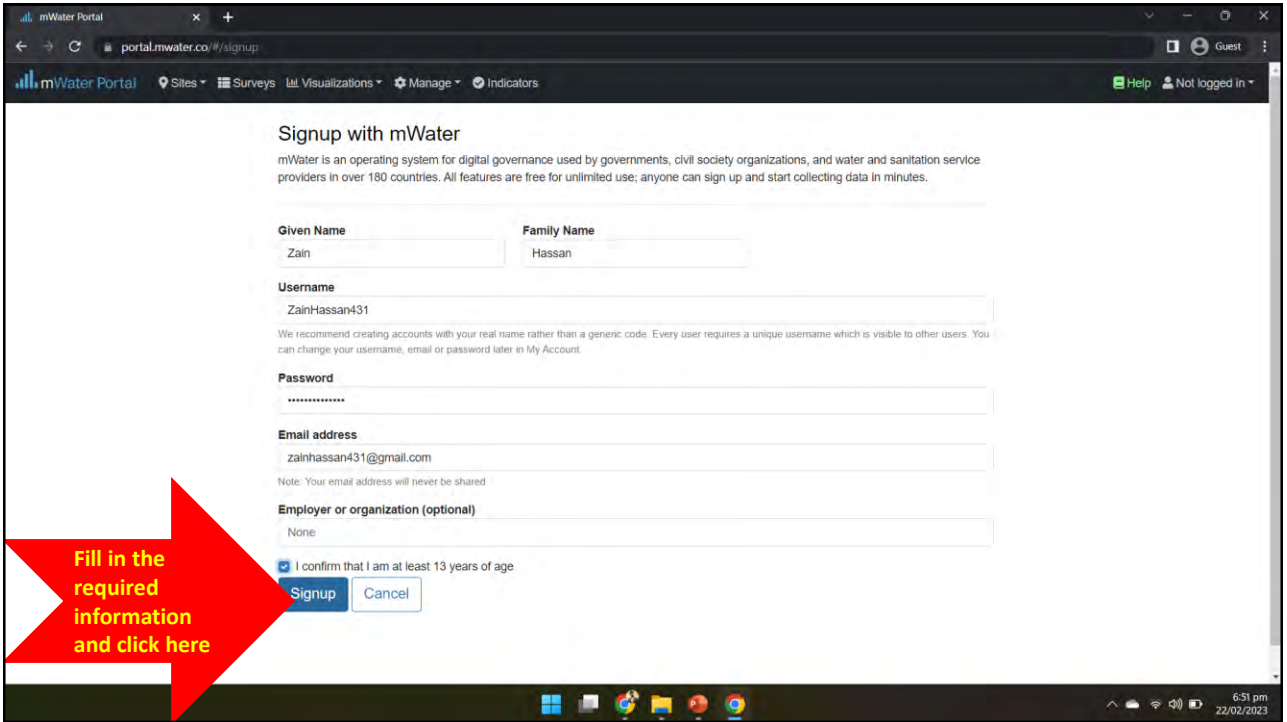 mWater Portal
portal.mwater.co/#/signup
Guest
mWater Portal Sites Surveys Visualizations Manage Indicators Help Not logged in
Signup with mWater
mWater is an operating system for digital governance used by governments, civil society organizations, and water and sanitation service
providers in over 180 countries. All features are free for unlimited use; anyone can sign up and start collecting data in minutes.
Given Name Family Name
Zain Hassan
Username
ZainHassan431
We recommend creating accounts with your real name rather than a generic code. Every user requires a unique username which is visible to other users. You
can change your username, email or password later in My Account.
Password
••••••••••••••
Email address
zainhassan431@gmail.com
Note: Your email address will never be shared
Employer or organization (optional)
None
I confirm that I am at least 13 years of age
Signup Cancel
Fill in the
required
information
and click here
6:51 pm
22/02/2023